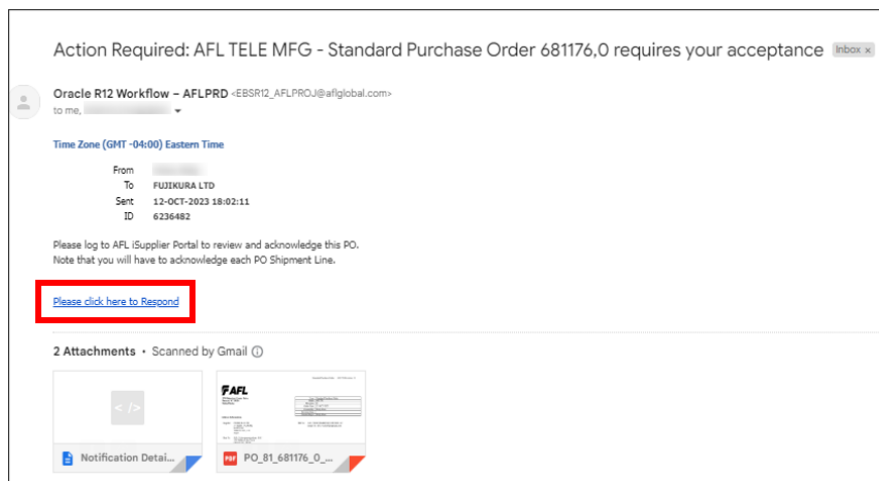 Action Required: AFL TELE MFG - Standard Purchase Order 681176,0 requires your acceptance Inbox x
Oracle R12 Workflow – AFLPRD <EBSR12_AFLPROJ@aflglobal.com>
to me,
Time Zone (GMT -04:00) Eastern Time
From
To FUJIKURA LTD
Sent 12-OCT-2023 18:02:11
ID 6236482
Please log to AFL iSupplier Portal to review and acknowledge this PO.
Note that you will have to acknowledge each PO Shipment Line.
Please click here to Respond
2 Attachments • Scanned by Gmail
</>
AFL
Notification Detai...
PDF PO_81_681176_0_...